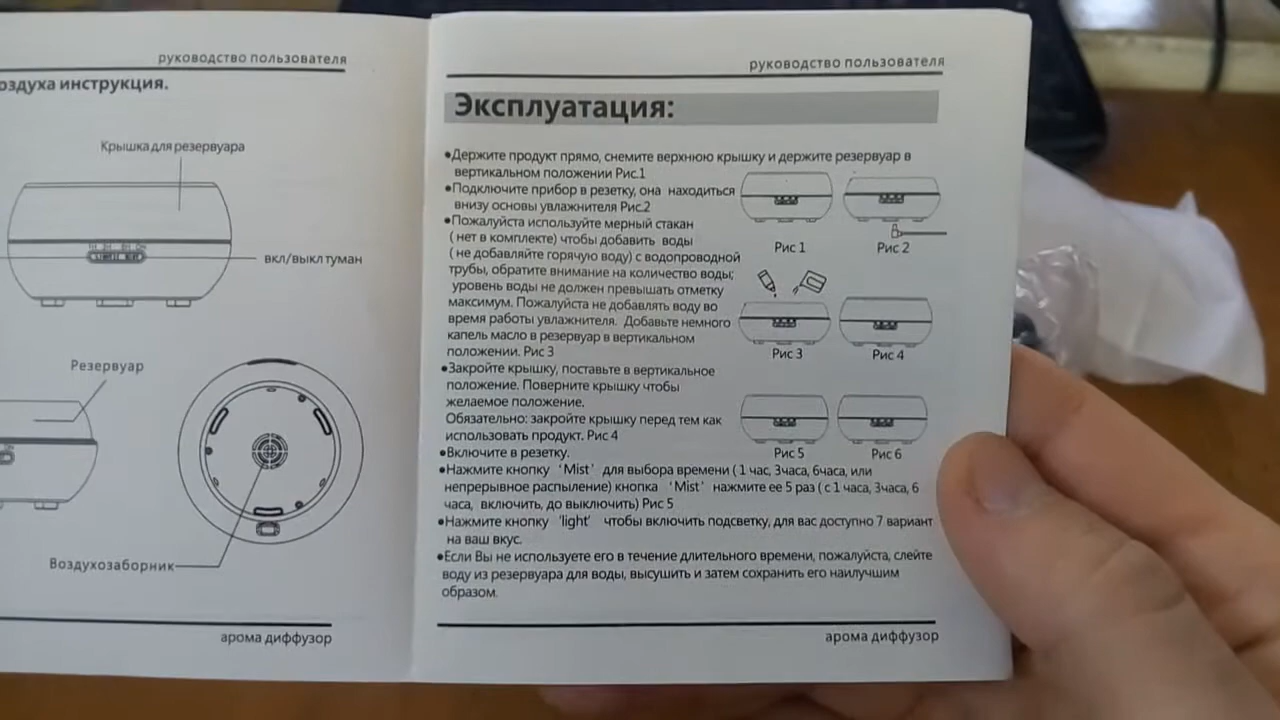 руководство пользователя
оздуха инструкция.
Крышка для резервуара
вкл/выкл туман
Резервуар
Воздухозаборник
арома диффузор
руководство пользователя
Эксплуатация:
•Держите продукт прямо, снемите верхнюю крышку и держите резервуар в
вертикальном положении Рис.1
•Подключите прибор в резетку, она находиться
внизу основы увлажнителя Рис.2
•Пожалуйста используйте мерный стакан
( нет в комплекте) чтобы добавить воды
( не добавляйте горячую воду) с водопроводной
трубы, обратите внимание на количество воды;
уровень воды не должен превышать отметку
максимум. Пожалуйста не добавлять воду во
время работы увлажнителя. Добавьте немного
капель масло в резервуар в вертикальном
положении. Рис 3
•Закройте крышку, поставьте в вертикальное
положение. Поверните крышку чтобы
желаемое положение.
Обязательно: закройте крышку перед тем как
использовать продукт. Рис 4
•Включите в резетку.
•Нажмите кнопку ‘Mist’ для выбора времени ( 1 час, 3часа, 6часа, или
непрерывное распыление) кнопка ‘Mist’ нажмите ее 5 раз ( с 1 часа, 3часа, 6
часа, включить, до выключить) Рис 5
•Нажмите кнопку ‘light’ чтобы включить подсветку, для вас доступно 7 вариант
на ваш вкус.
•Если Вы не используете его в течение длительного времени, пожалуйста, слейте
воду из резервуара для воды, высушить и затем сохранить его наилучшим
образом.
Рис 1
Рис 2
Рис 3
Рис 4
Рис 5
Рис 6
арома диффузор